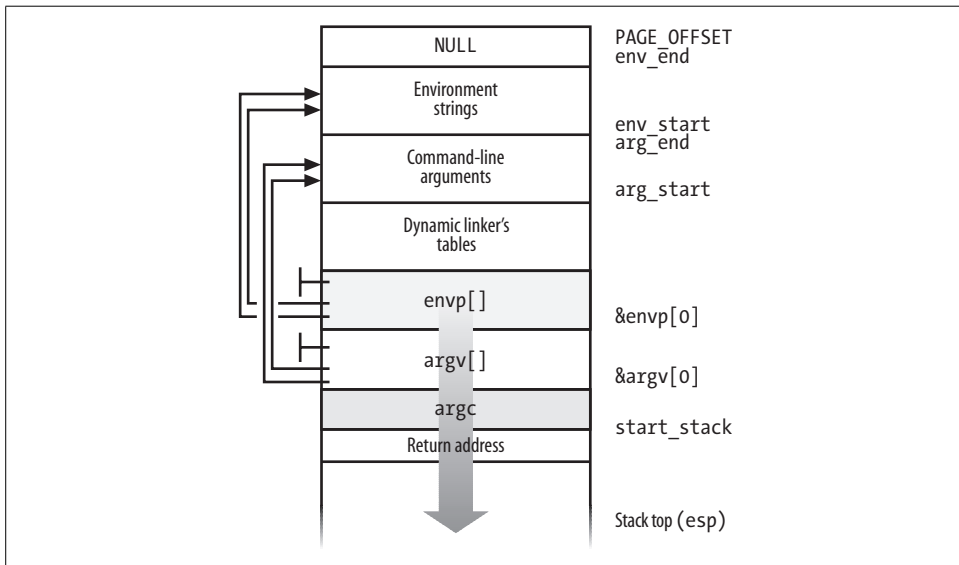 NULL
PAGE_OFFSET
env_end
Environment
strings
env_start
arg_end
Command-line
arguments
arg_start
Dynamic linker's
tables
envp[]
&envp[0]
argv[]
&argv[0]
argc
start_stack
Return address
Stack top (esp)